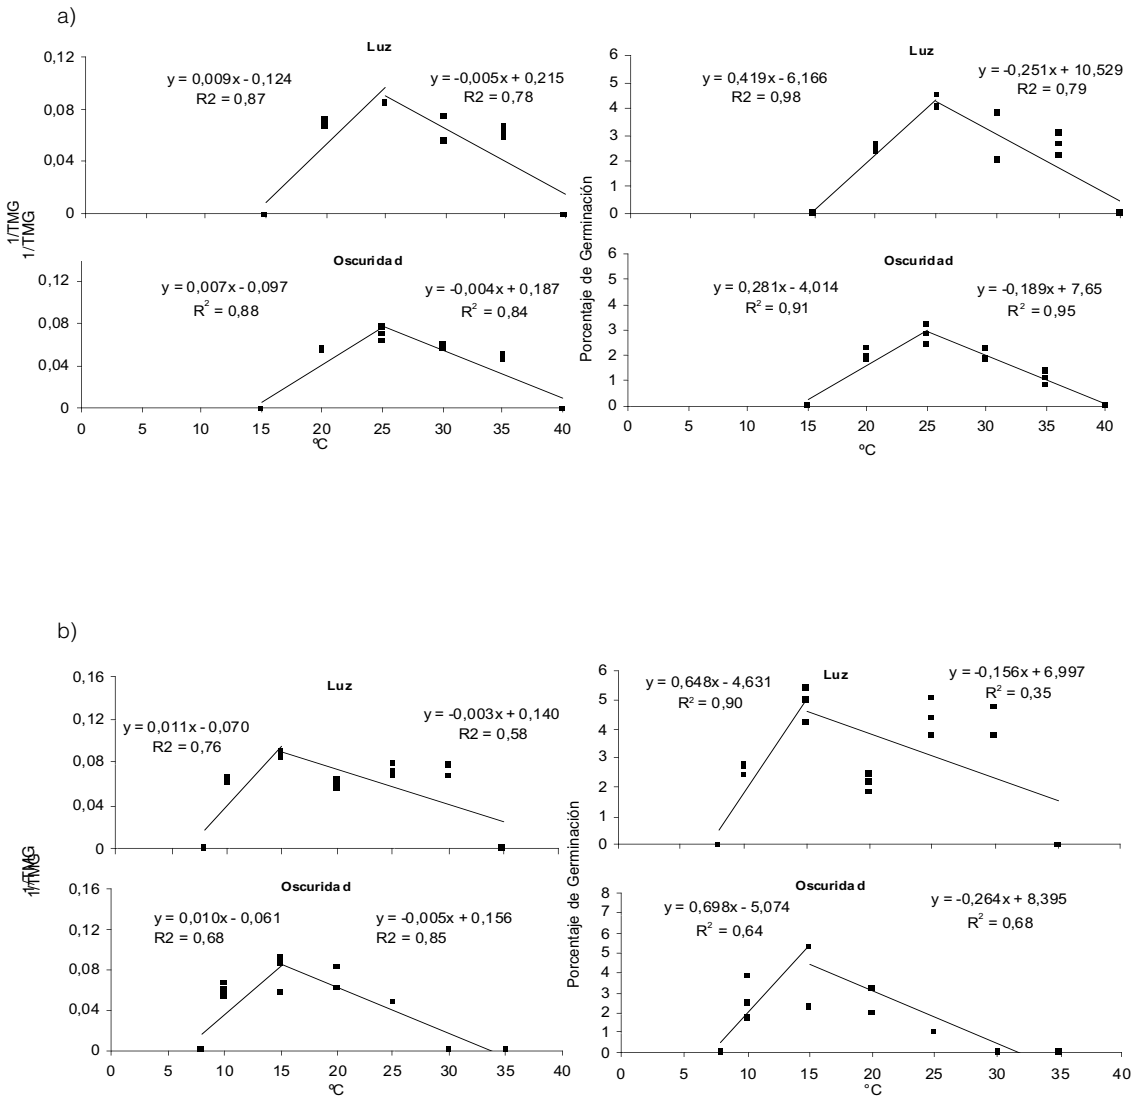 a)
Luz
0,12
y = 0,009x - 0,124
R2 = 0,87
y = -0,005x + 0,215
R2 = 0,78
0,08
0,04
0
1/TMG
1/TMG
Luz
6
y = 0,419x - 6,166
R2 = 0,98
y = -0,251x + 10,529
R2 = 0,79
5
4
3
2
1
0
Porcentaje de Germinación
Oscuridad
0,12
y = 0,007x - 0,097
R² = 0,88
y = -0,004x + 0,187
R² = 0,84
0,08
0,04
0
0 5 10 15 20 25 30 35 40
ºC
Oscuridad
6
y = 0,281x - 4,014
R² = 0,91
y = -0,189x + 7,65
R² = 0,95
5
4
3
2
1
0
0 5 10 15 20 25 30 35 40
ºC
b)
0,16
Luz
y = 0,011x - 0,070
R2 = 0,76
y = -0,003x + 0,140
R2 = 0,58
0,12
0,08
0,04
0
1/TMG
1/TMG
6
Luz
y = 0,648x - 4,631
R² = 0,90
y = -0,156x + 6,997
R² = 0,35
5
4
3
2
1
0
Porcentaje de Germinación
0,16
Oscuridad
y = 0,010x - 0,061
R2 = 0,68
y = -0,005x + 0,156
R2 = 0,85
0,12
0,08
0,04
0
0 5 10 15 20 25 30 35 40
ºC
8
Oscuridad
y = 0,698x - 5,074
R² = 0,64
y = -0,264x + 8,395
R² = 0,68
7
6
5
4
3
2
1
0
0 5 10 15 20 25 30 35 40
°C